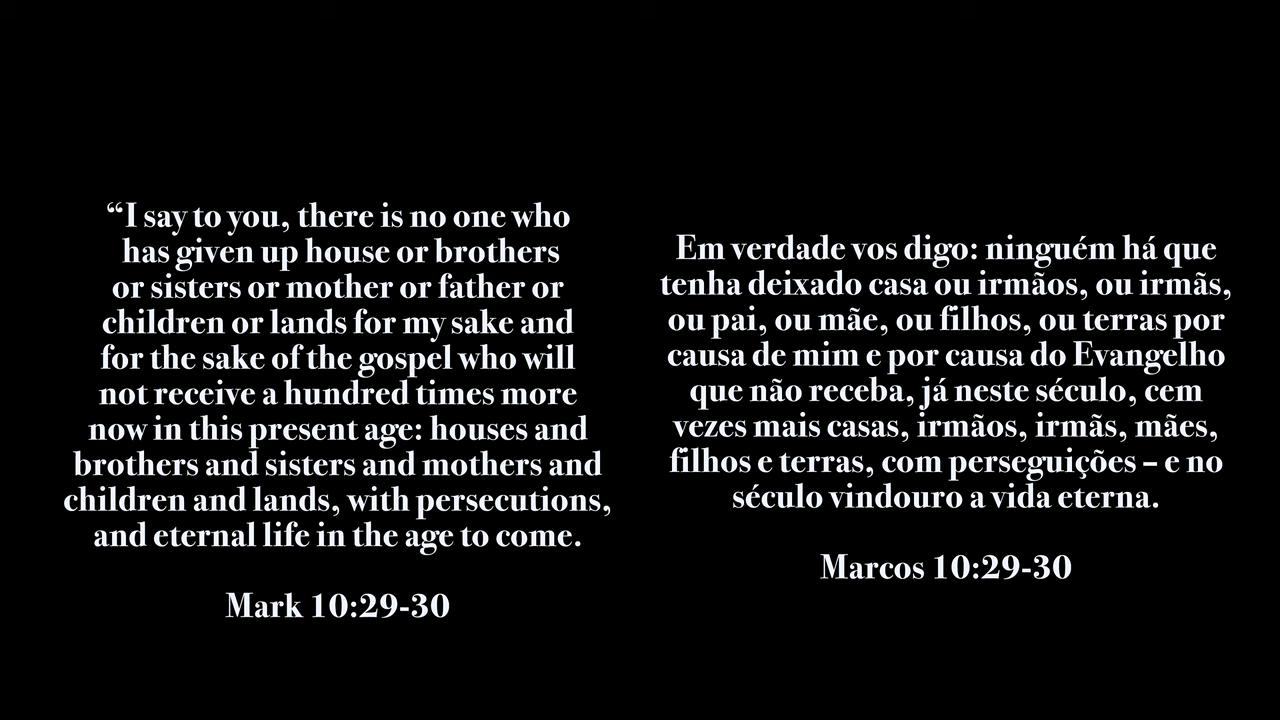 “I say to you, there is no one who
has given up house or brothers
or sisters or mother or father or
children or lands for my sake and
for the sake of the gospel who will
not receive a hundred times more
now in this present age: houses and
brothers and sisters and mothers and
children and lands, with persecutions,
and eternal life in the age to come.
Mark 10:29-30
Em verdade vos digo: ninguém há que
tenha deixado casa ou irmãos, ou irmãs,
ou pai, ou mãe, ou filhos, ou terras por
causa de mim e por causa do Evangelho
que não receba, já neste século, cem
vezes mais casas, irmãos, irmãs, mães,
filhos e terras, com perseguições – e no
século vindouro a vida eterna.
Marcos 10:29-30